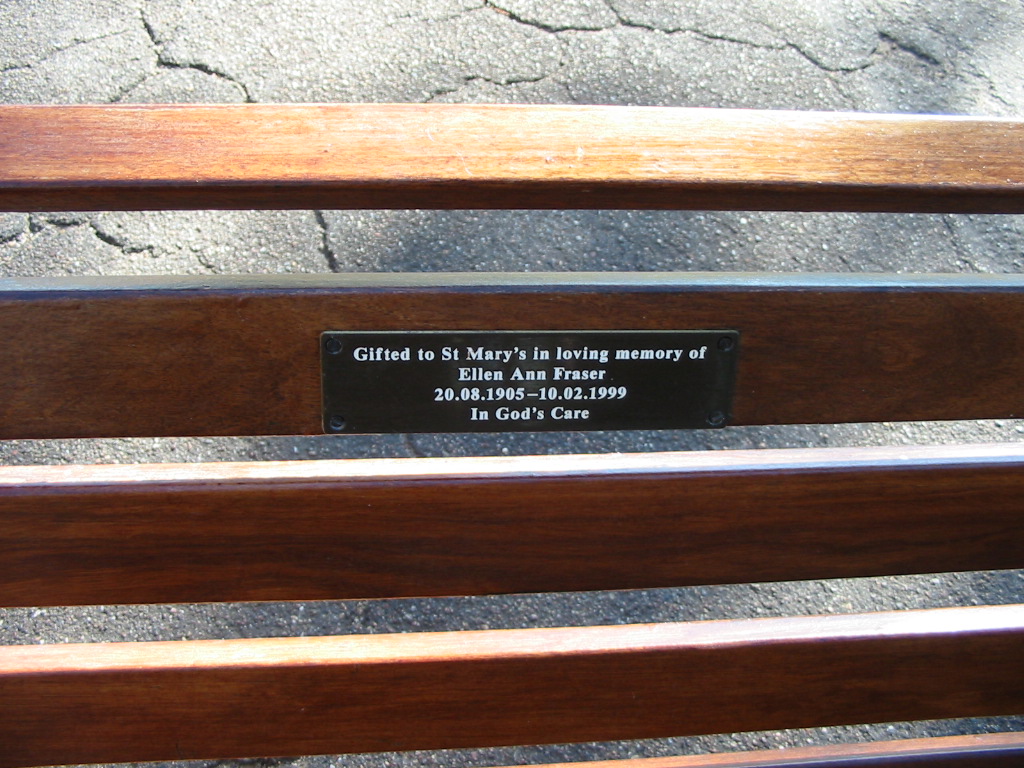 Gifted to St Mary's in loving memory of
Ellen Ann Fraser
20.08.1905–10.02.1999
In God's Care